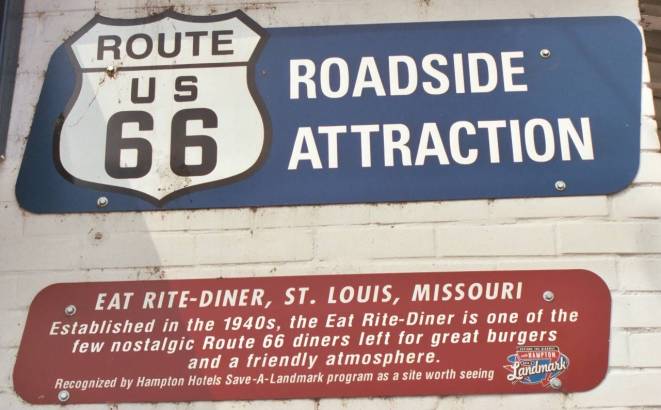 ROUTE
US
66
ROADSIDE
ATTRACTION
EAT RITE-DINER, ST. LOUIS, MISSOURI
Established in the 1940s, the Eat Rite-Diner is one of the
few nostalgic Route 66 diners left for great burgers
and a friendly atmosphere.
Recognized by Hampton Hotels Save-A-Landmark program as a site worth seeing
HAMPTON
Landmark